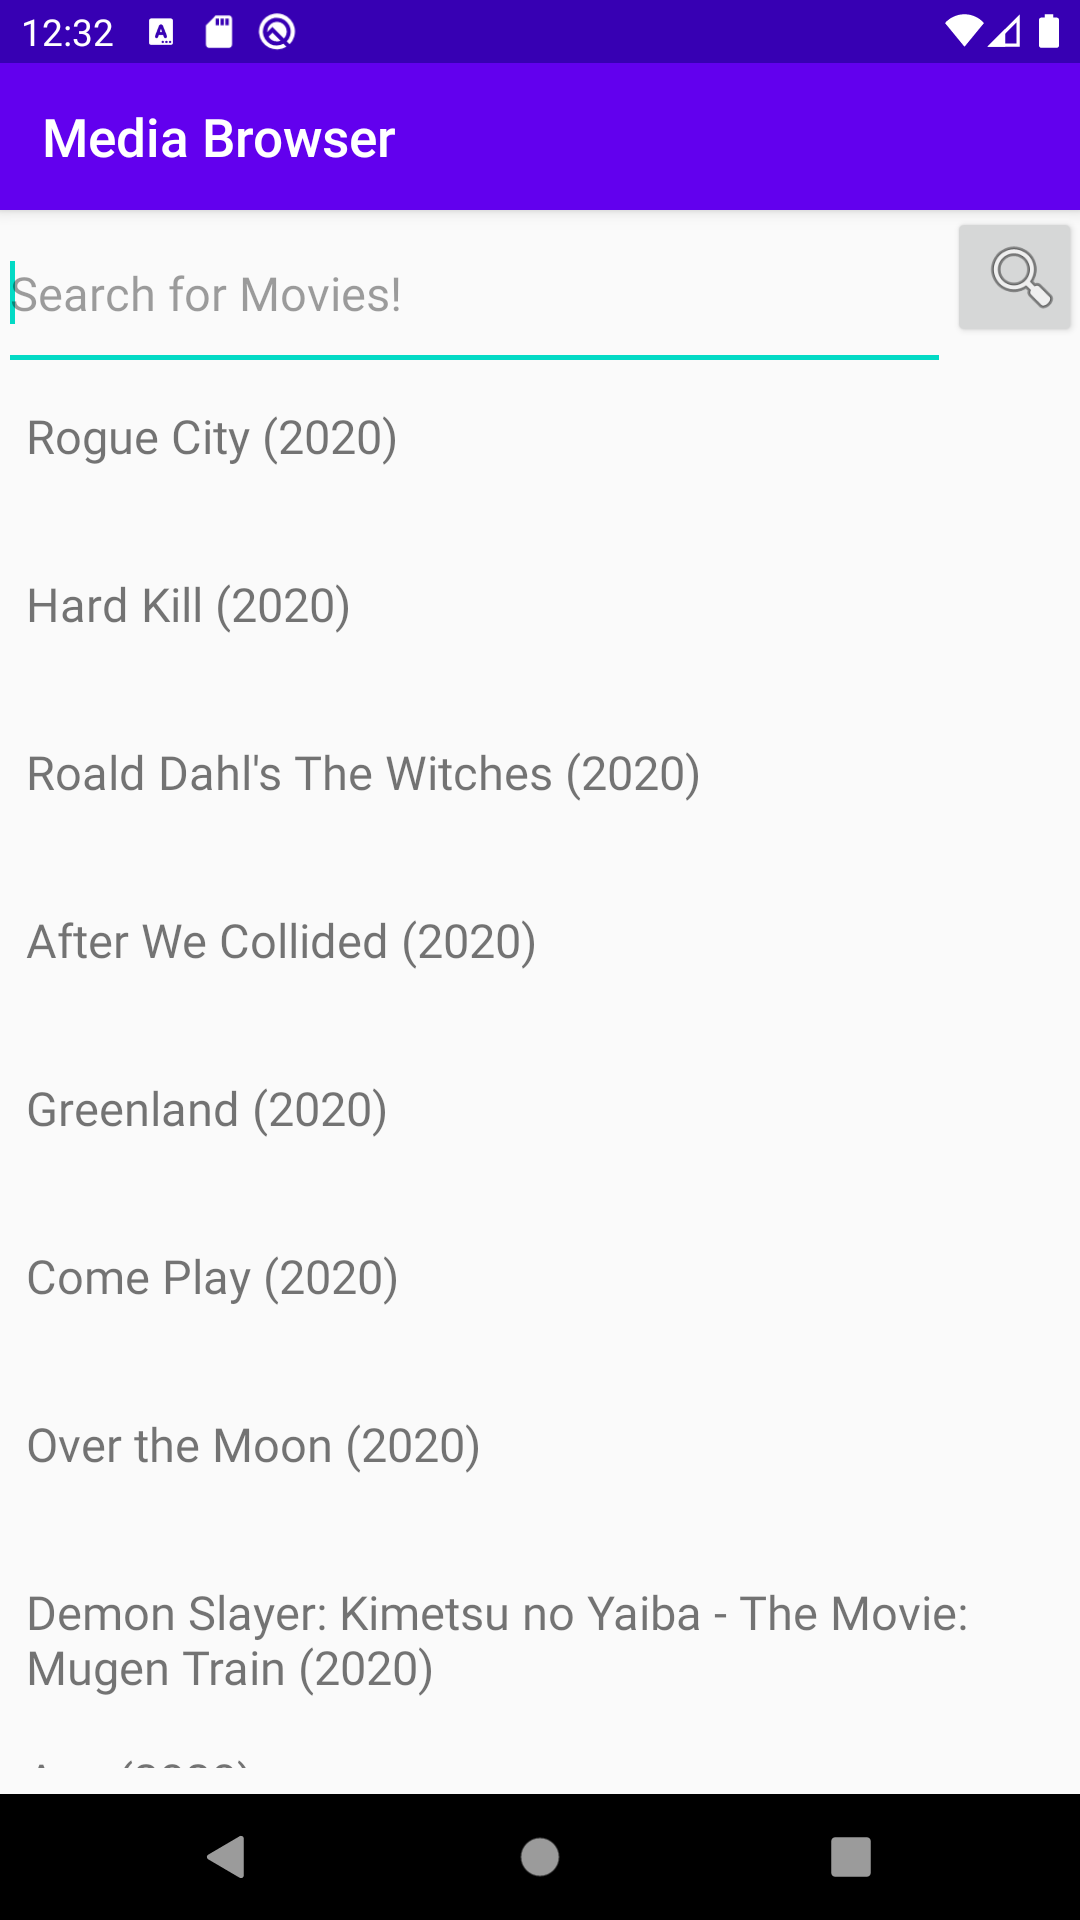 12:32
Media Browser
Search for Movies!
Rogue City (2020)
Hard Kill (2020)
Roald Dahl's The Witches (2020)
After We Collided (2020)
Greenland (2020)
Come Play (2020)
Over the Moon (2020)
Demon Slayer: Kimetsu no Yaiba - The Movie:
Mugen Train (2020)